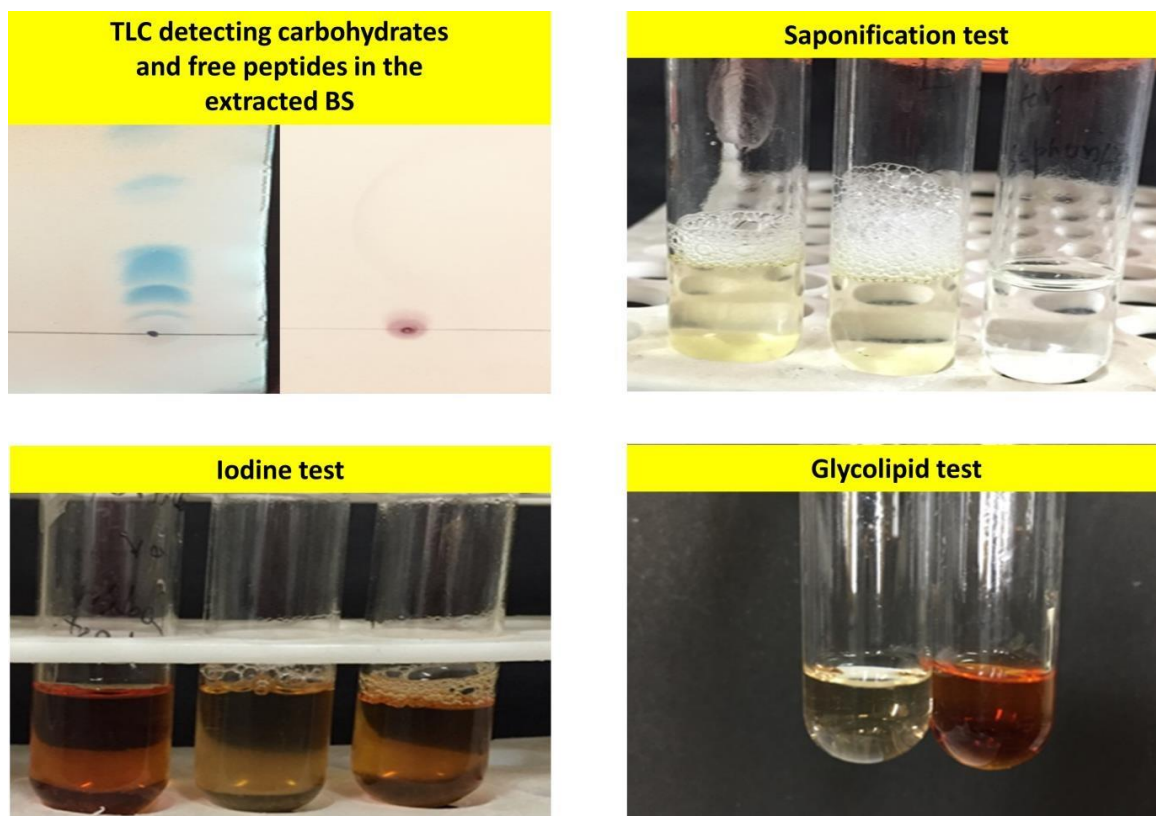 TLC detecting carbohydrates
and free peptides in the
extracted BS
Saponification test
Iodine test
Glycolipid test